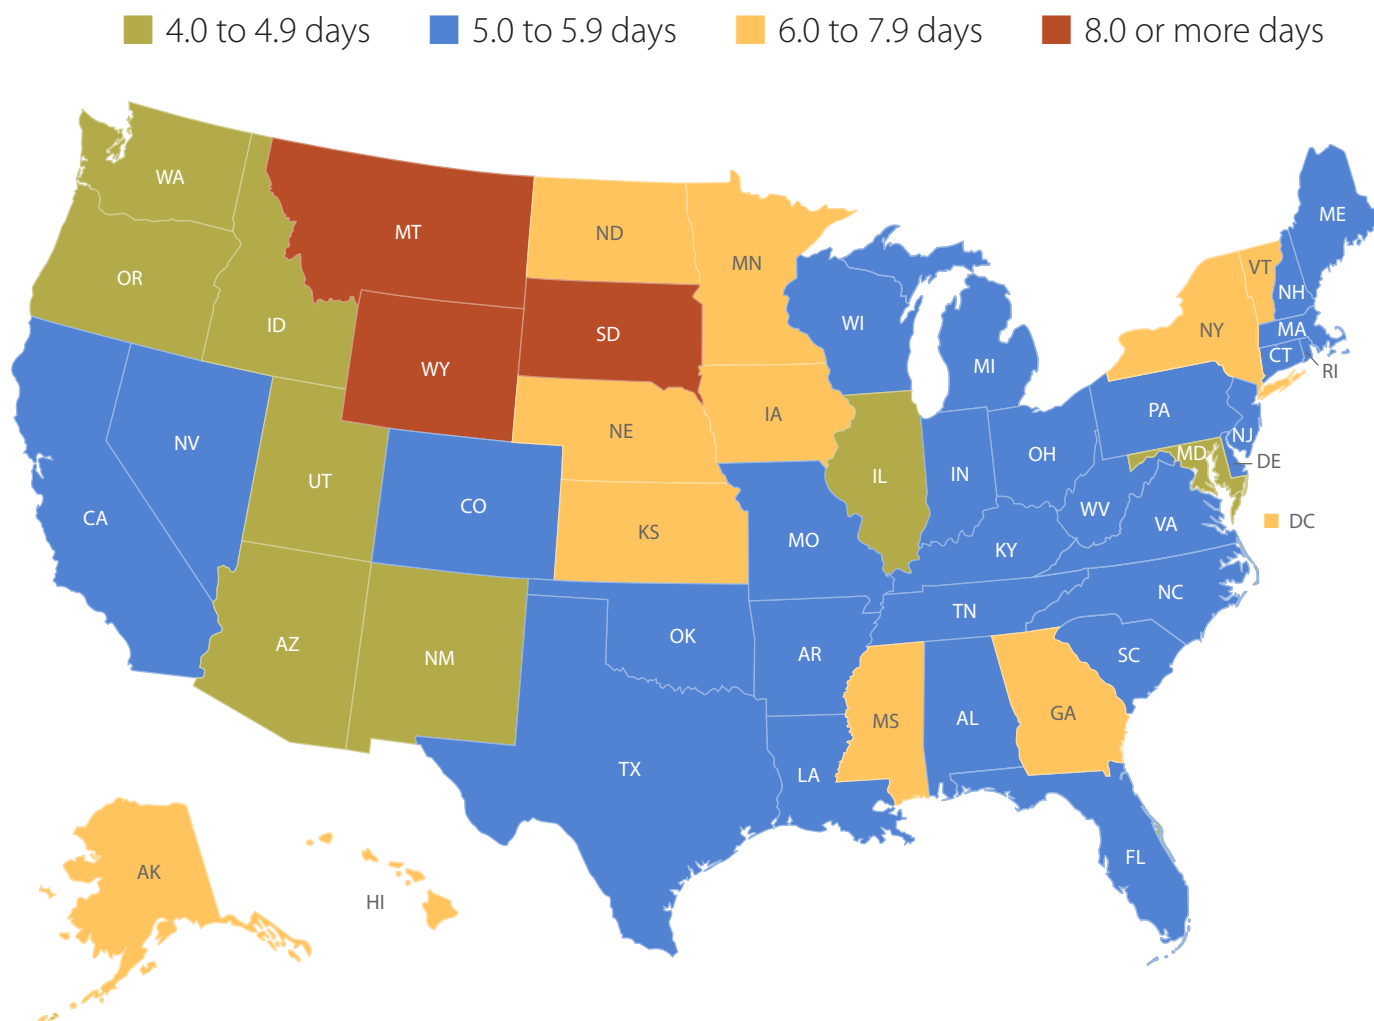 4.0 to 4.9 days 5.0 to 5.9 days 6.0 to 7.9 days 8.0 or more days
WA
MT
ND
MN
ME
OR
ID
WY
SD
WI
MI
VT
NH
NY
MA
CT
RI
NV
UT
CO
NE
IA
IL
IN
OH
PA
NJ
MD
DE
DC
CA
KS
MO
KY
WV
VA
AZ
NM
OK
AR
TN
NC
SC
TX
LA
MS
AL
GA
FL
AK
HI